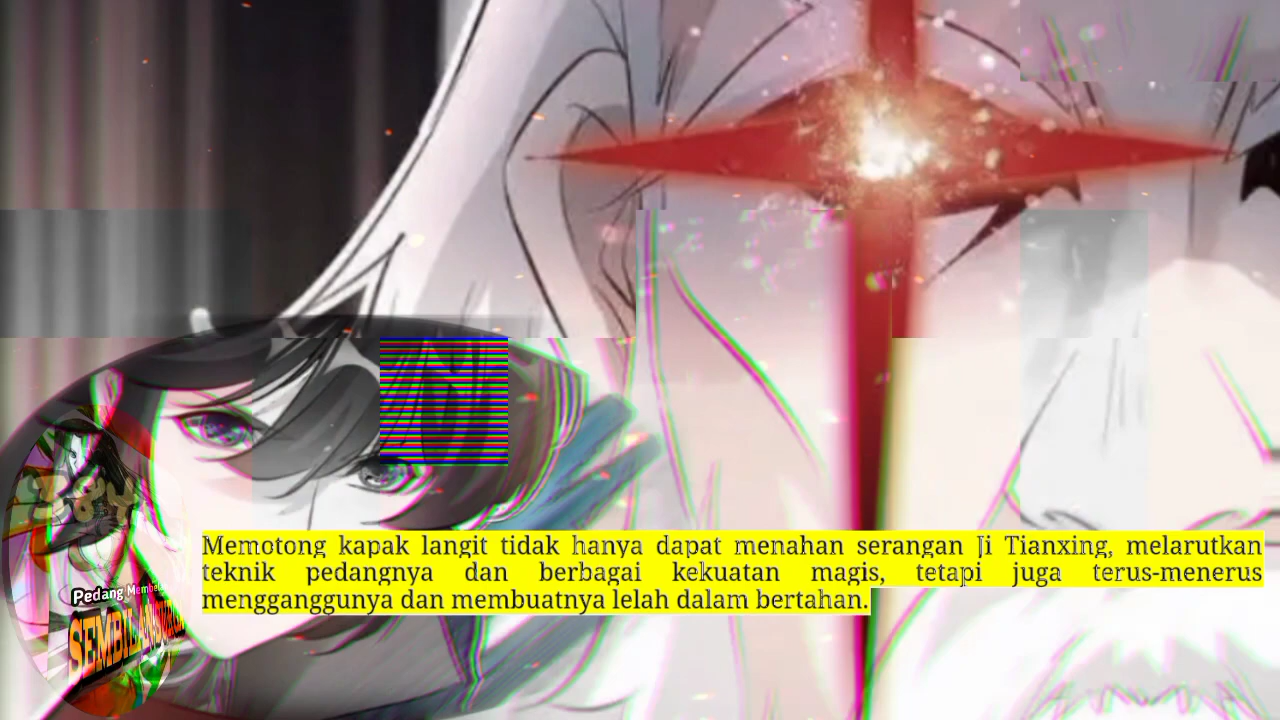 Memotong kapak langit tidak hanya dapat menahan serangan Ji Tianxing, melarutkan
teknik pedangnya dan berbagai kekuatan magis, tetapi juga terus-menerus
mengganggunya dan membuatnya lelah dalam bertahan.
Pedang